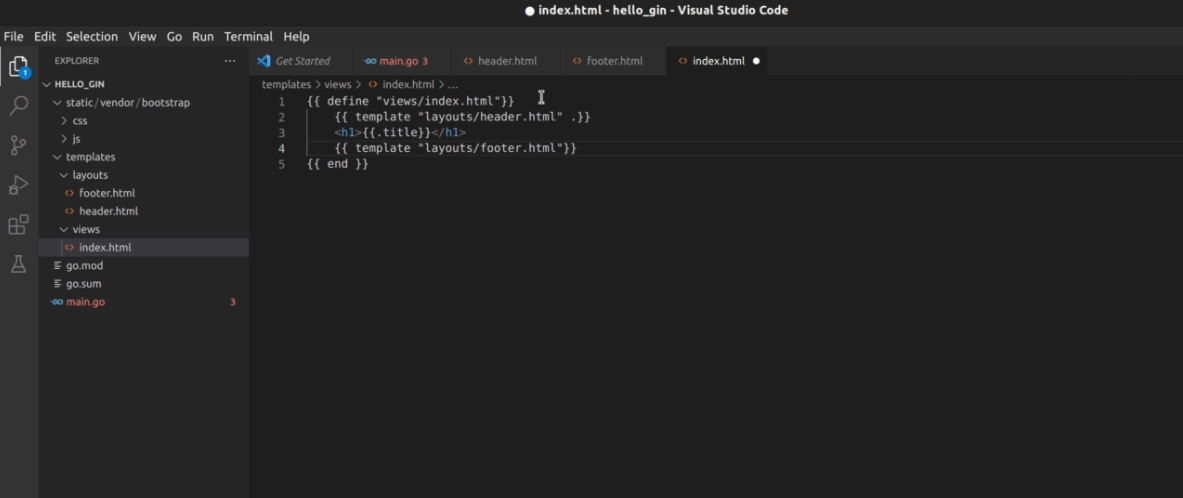 ● index.html - hello_gin - Visual Studio Code
File Edit Selection View Go Run Terminal Help
EXPLORER ...
Get Started main.go 3 header.html footer.html index.html ●
1
HELLO_GIN
templates > views > index.html > ...
static / vendor / bootstrap
css
js
templates
layouts
footer.html
header.html
views
index.html
go.mod
go.sum
main.go 3
1 {{ define "views/index.html"}}
2 {{ template "layouts/header.html" .}}
3 <h1>{{.title}}</h1>
4 {{ template "layouts/footer.html"}}
5 {{ end }}